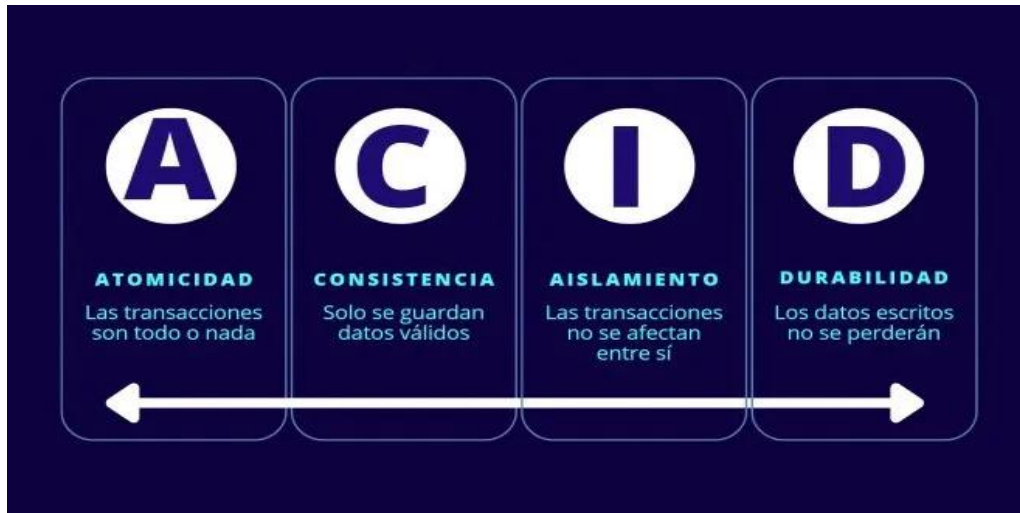 A
ATOMICIDAD
Las transacciones
son todo o nada
C
CONSISTENCIA
Solo se guardan
datos válidos
I
AISLAMIENTO
Las transacciones
no se afectan
entre sí
D
DURABILIDAD
Los datos escritos
no se perderán